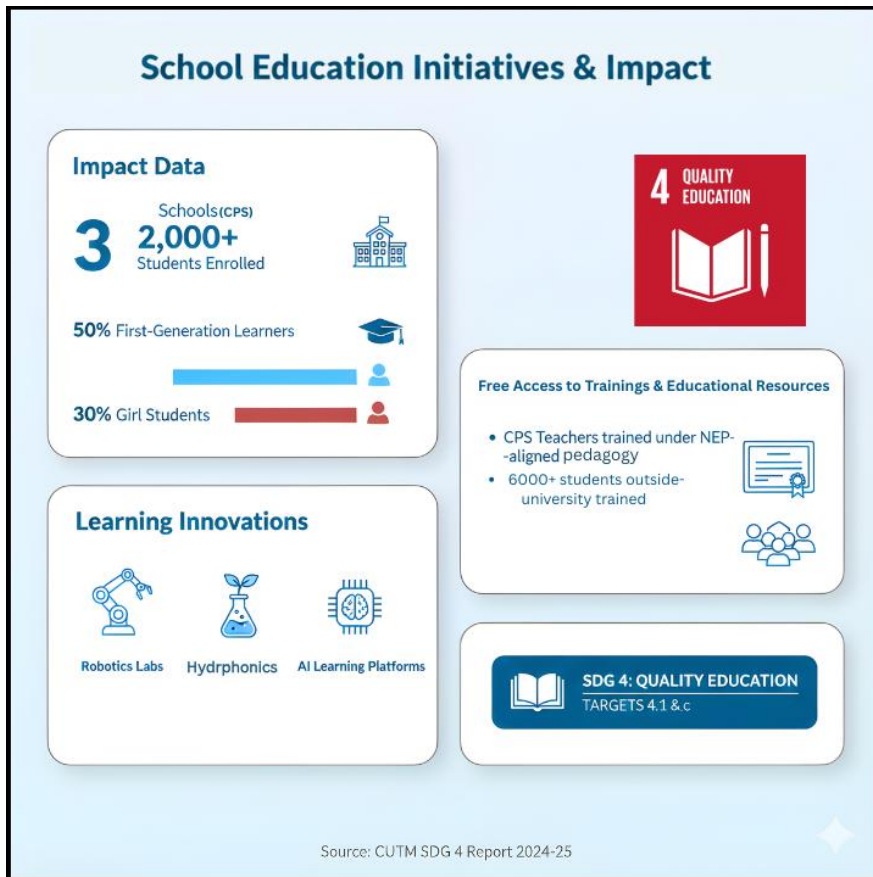 School Education Initiatives & Impact
Impact Data
3
Schools(CPS)
2,000+
Students Enrolled
50% First-Generation Learners
30% Girl Students
4 QUALITY
EDUCATION
Free Access to Trainings & Educational Resources
• CPS Teachers trained under NEP-
-aligned pedagogy
• 6000+ students outside-
university trained
Learning Innovations
Robotics Labs
Hydrphonics
AI Learning Platforms
SDG 4: QUALITY EDUCATION
TARGETS 4.1 &.c
Source: CUTM SDG 4 Report 2024-25